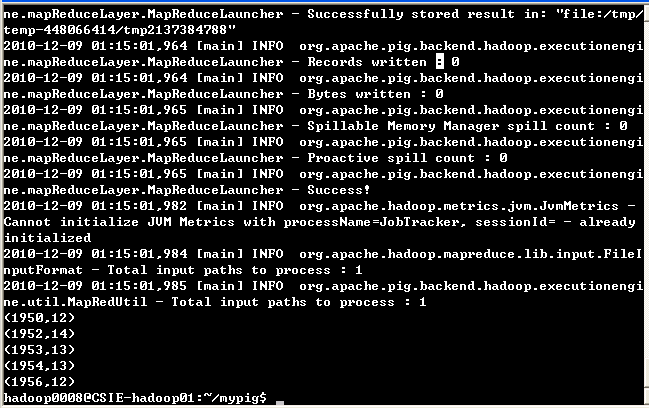 ne.mapReduceLayer.MapReduceLauncher - Successfully stored result in: "file:/tmp/
temp-448066414/tmp2137384788"
2010-12-09 01:15:01,964 [main] INFO  org.apache.pig.backend.hadoop.executionengi
ne.mapReduceLayer.MapReduceLauncher - Records written : 0
2010-12-09 01:15:01,964 [main] INFO  org.apache.pig.backend.hadoop.executionengi
ne.mapReduceLayer.MapReduceLauncher - Bytes written : 0
2010-12-09 01:15:01,965 [main] INFO  org.apache.pig.backend.hadoop.executionengi
ne.mapReduceLayer.MapReduceLauncher - Spillable Memory Manager spill count : 0
2010-12-09 01:15:01,965 [main] INFO  org.apache.pig.backend.hadoop.executionengi
ne.mapReduceLayer.MapReduceLauncher - Proactive spill count : 0
2010-12-09 01:15:01,965 [main] INFO  org.apache.pig.backend.hadoop.executionengi
ne.mapReduceLayer.MapReduceLauncher - Success!
2010-12-09 01:15:01,982 [main] INFO  org.apache.hadoop.metrics.jvm.JvmMetrics -
Cannot initialize JVM Metrics with processName=JobTracker, sessionId= - already
initialized
2010-12-09 01:15:01,984 [main] INFO  org.apache.hadoop.mapreduce.lib.input.FileI
nputFormat - Total input paths to process : 1
2010-12-09 01:15:01,985 [main] INFO  org.apache.pig.backend.hadoop.executionengi
ne.util.MapRedUtil - Total input paths to process : 1
(1950,12)
(1952,14)
(1953,13)
(1954,13)
(1956,12)
hadoop0008@CSIE-hadoop01:~/mypig$